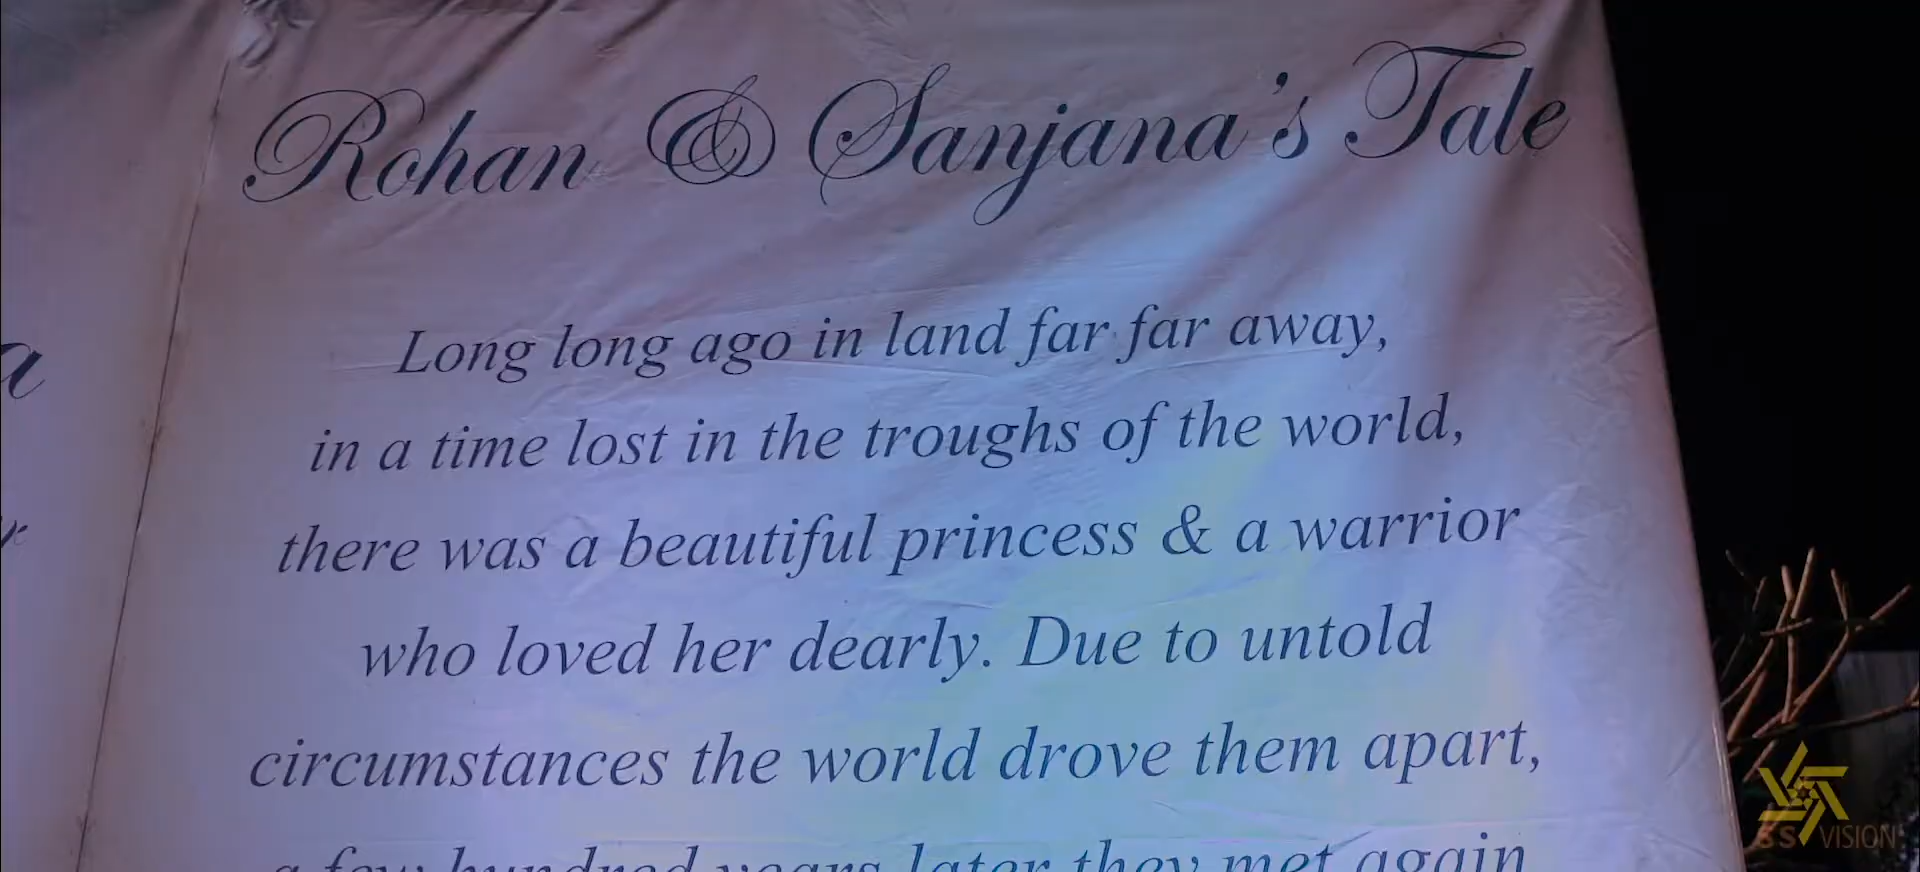 Rohan & Sanjana's Tale
Long long ago in land far far away,
in a time lost in the troughs of the world,
there was a beautiful princess & a warrior
who loved her dearly. Due to untold
circumstances the world drove them apart,
a few hundred years later they met again
SS VISION